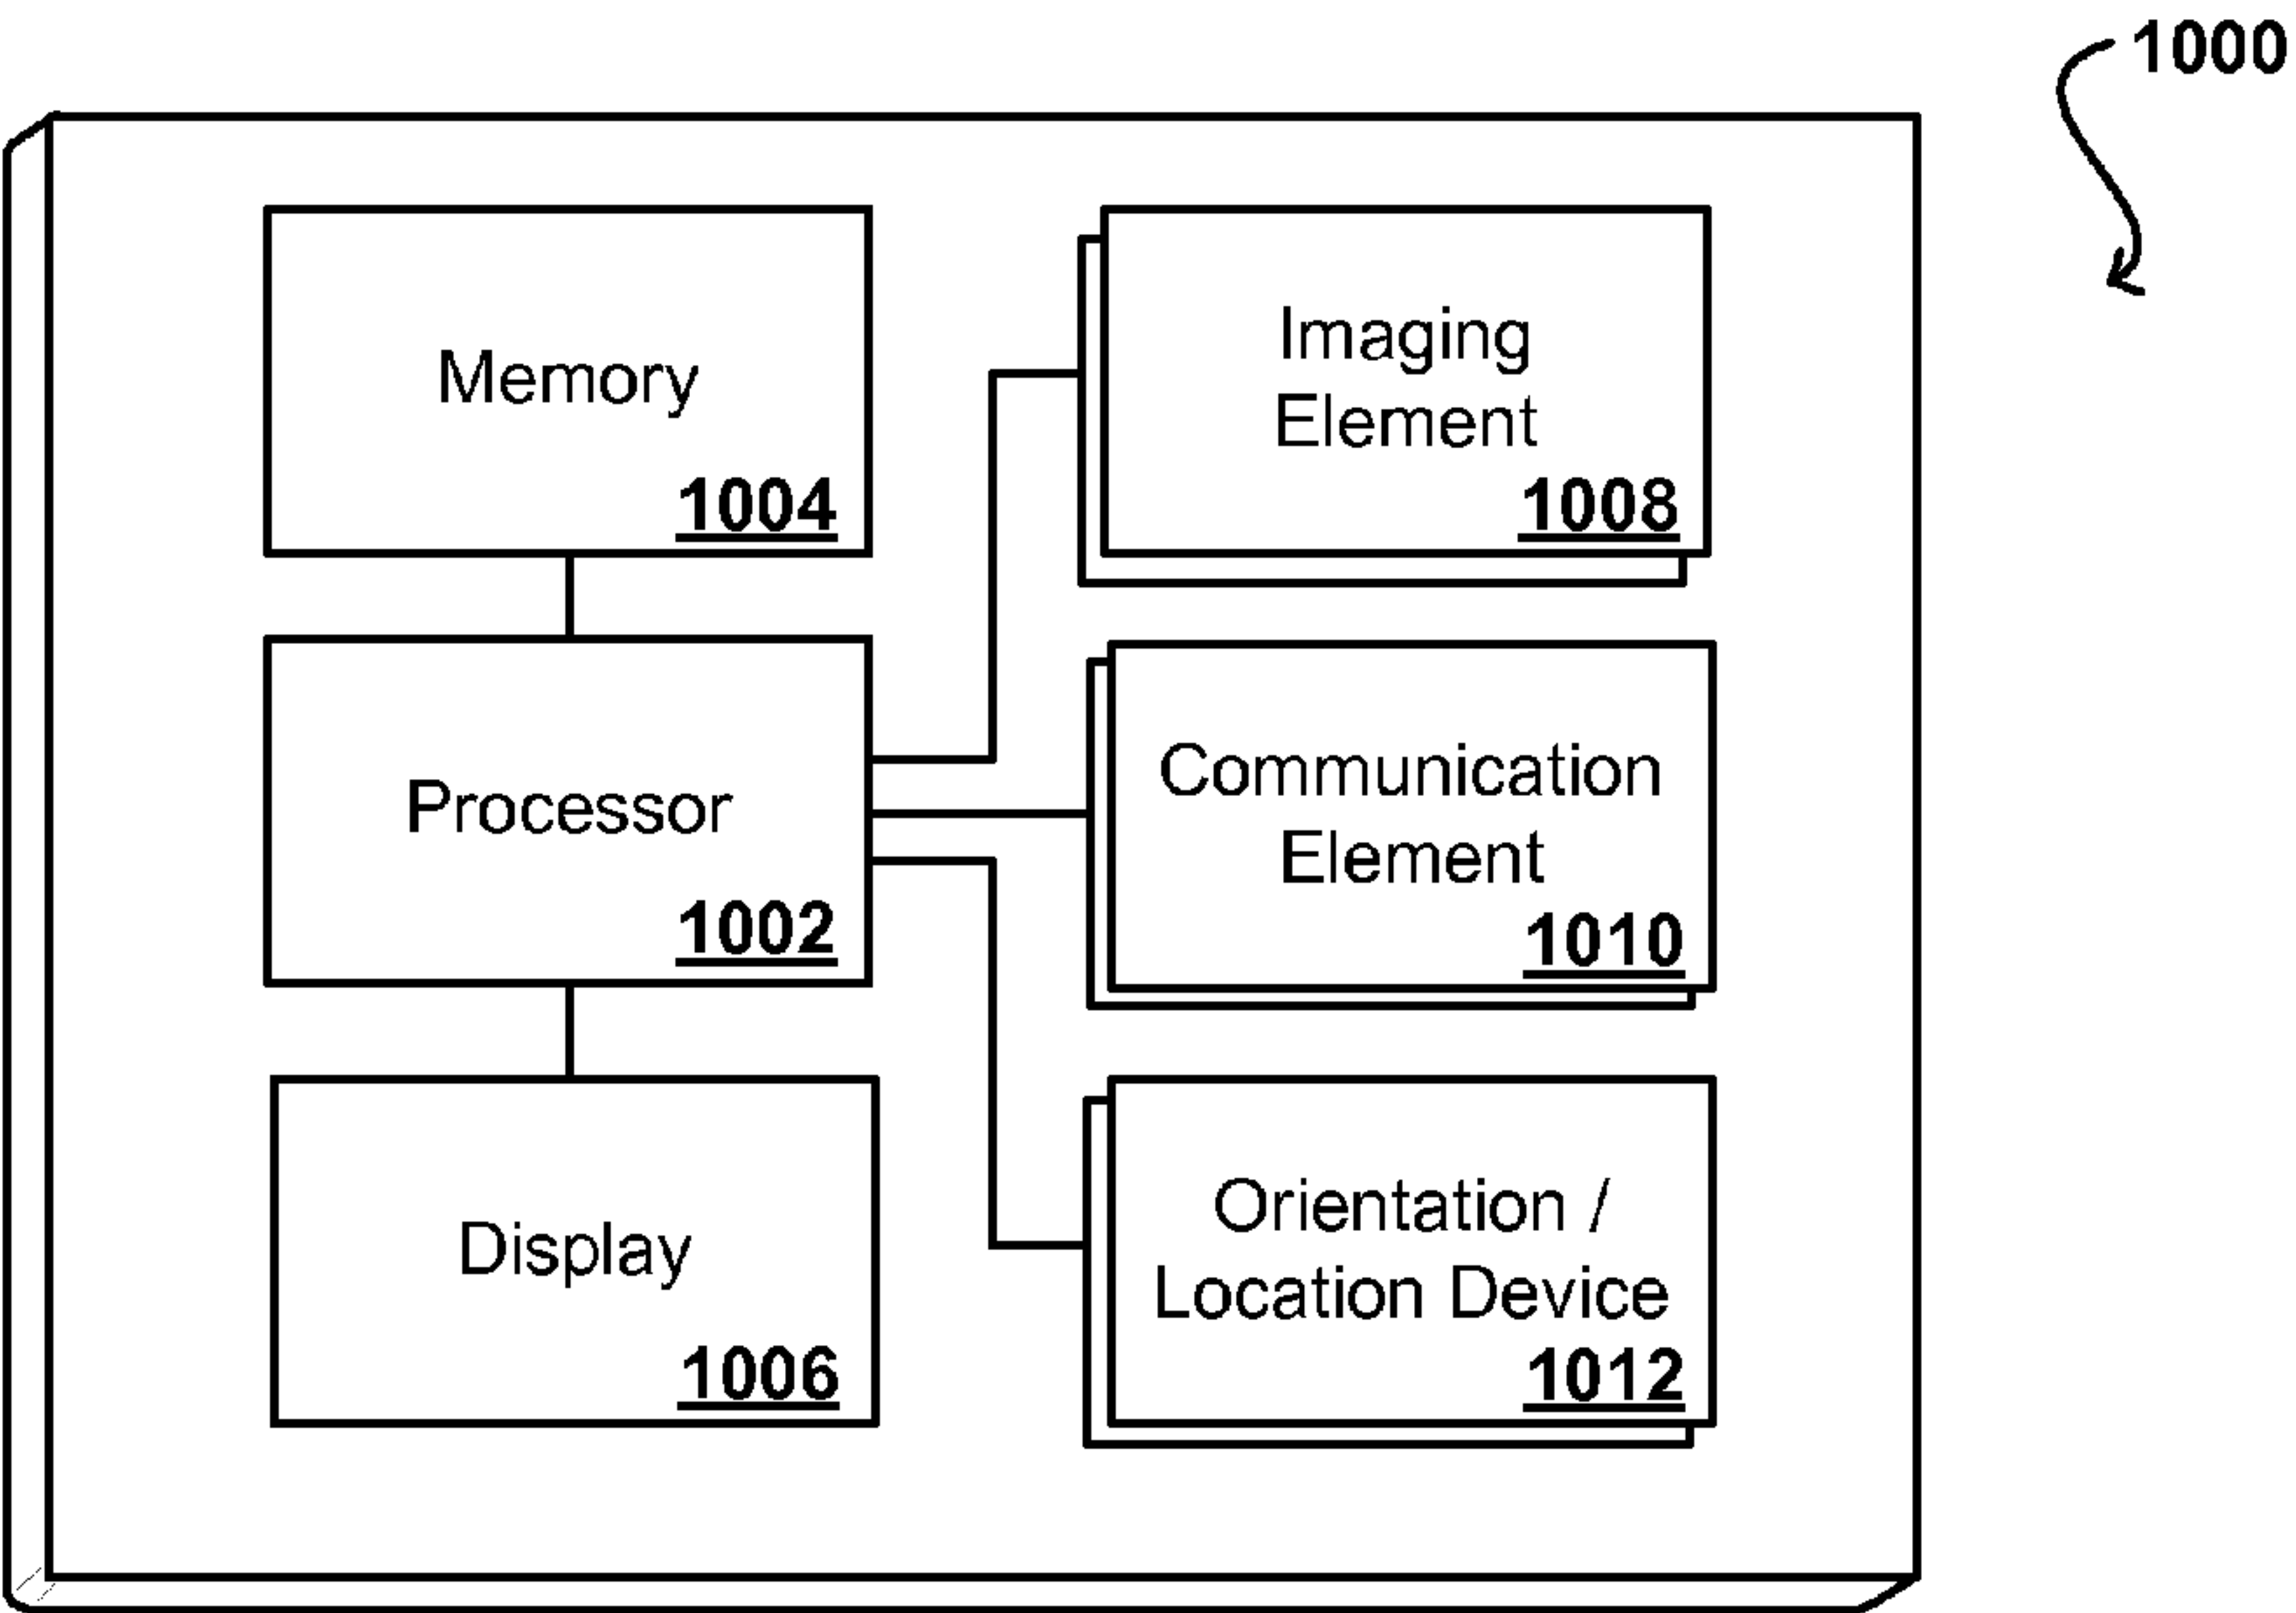 1000
Memory
1004
Imaging
Element
1008
Processor
1002
Communication
Element
1010
Display
1006
Orientation /
Location Device
1012